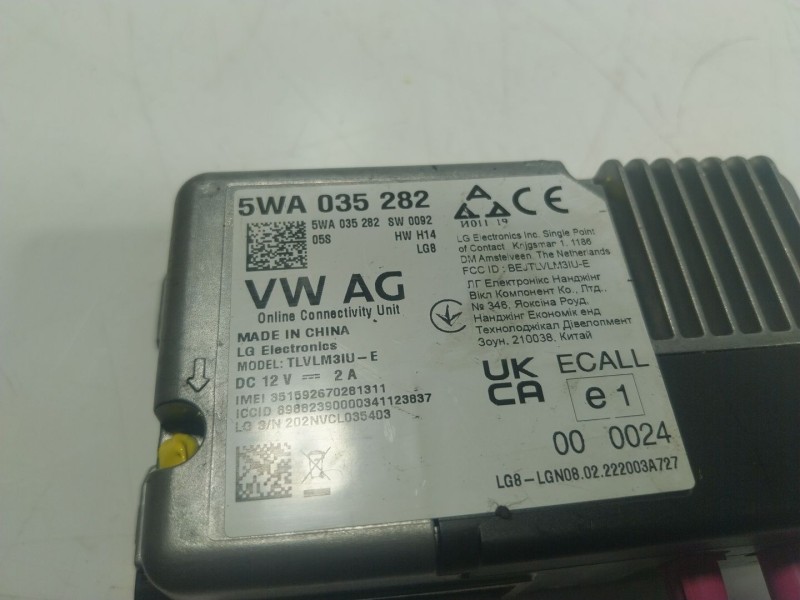 5WA 035 282
5WA 035 282 SW 0092
05S HW H14
LG8
VW AG
Online Connectivity Unit
MADE IN CHINA
LG Electronics
MODEL: TLVLM3IU-E
DC 12 V 2 A
IMEI 351592670281311
ICCID 89882390000341123837
LG S/N 202NVCL035403
CE
LG Electronics Inc. Single Point
of Contact Krijgsman 1, 1186
DM Amstelveen, The Netherlands
FCC ID : BEJTLVLM3IU-E
ЛГ Електронікс Нанджінг
Вікл Компонент Ко., Лтд.,
№ 346, Яоксіна Роуд,
Нанджінг Економік енд
Технолоджікал Дівелопмент
Зоун, 210038, Китай
UK
CA
ECALL
e1
00 0024
LG8-LGN08.02.222003A727